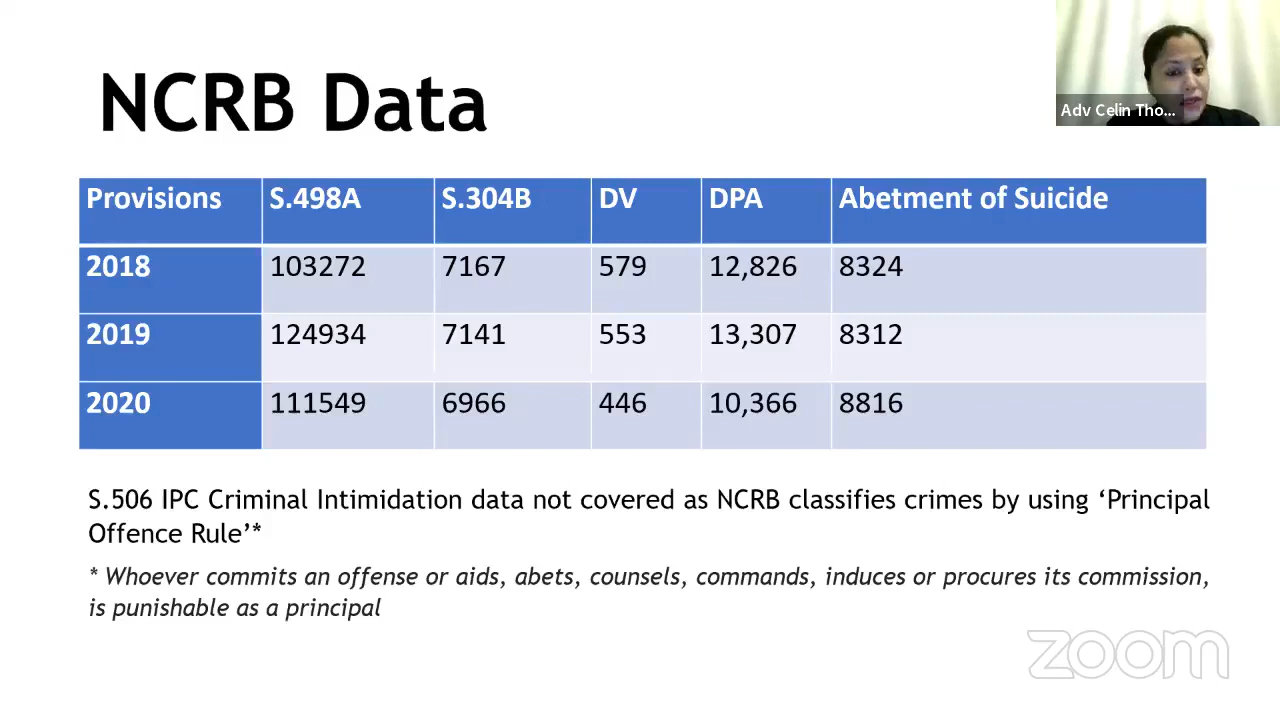 NCRB Data
Adv Celin Tho...
Provisions S.498A S.304B DV DPA Abetment of Suicide
2018 103272 7167 579 12,826 8324
2019 124934 7141 553 13,307 8312
2020 111549 6966 446 10,366 8816
S.506 IPC Criminal Intimidation data not covered as NCRB classifies crimes by using ‘Principal
Offence Rule’*
* Whoever commits an offense or aids, abets, counsels, commands, induces or procures its commission,
is punishable as a principal
zoom